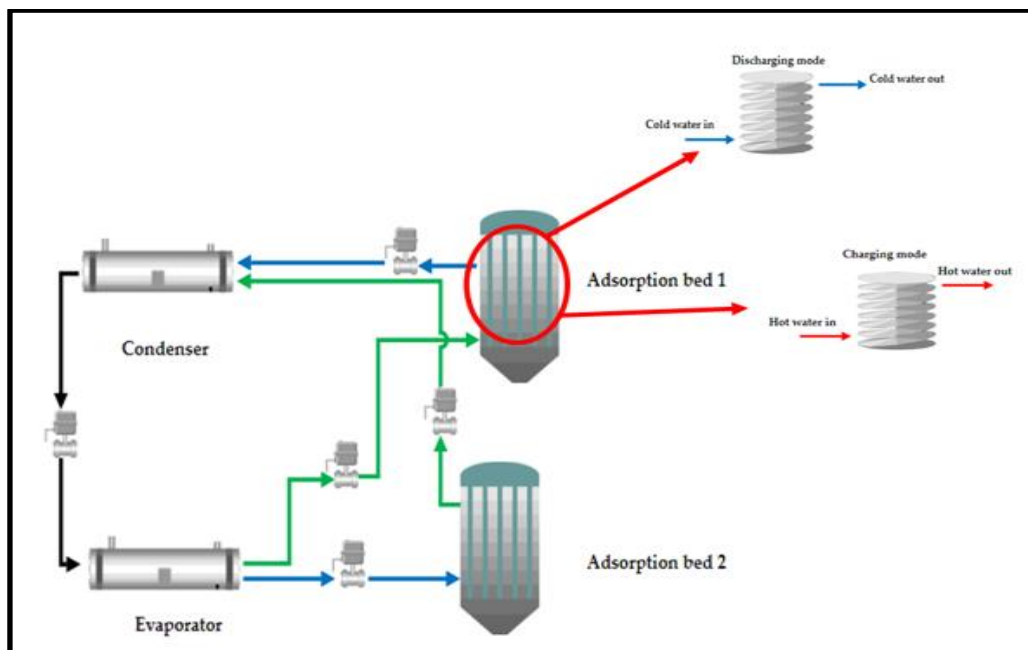 Discharging mode
Cold water out
Cold water in
Charging mode
Hot water out
Hot water in
Adsorption bed 1
Condenser
Adsorption bed 2
Evaporator